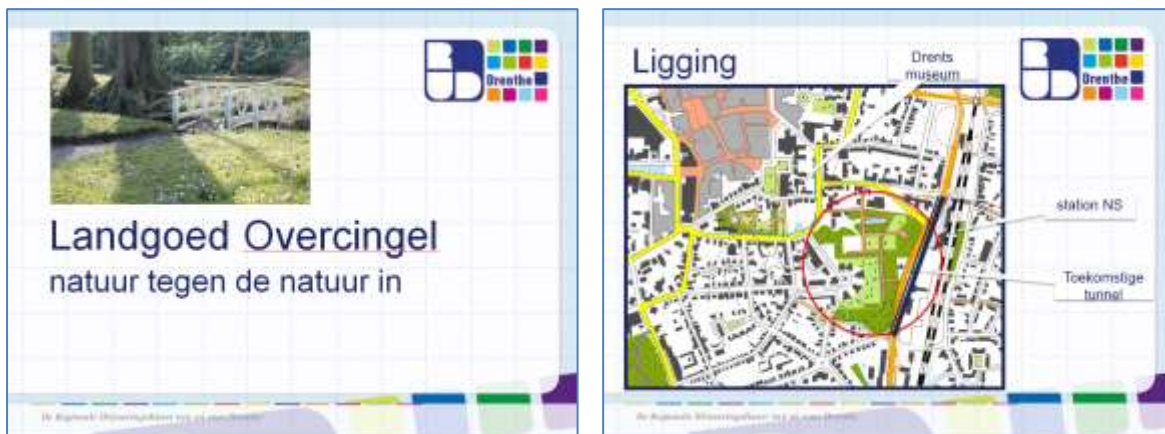 Drenthe
Landgoed Overcingel
natuur tegen de natuur in
Ligging
Drents
museum
Drenthe
station NS
Toekomstige
tunnel